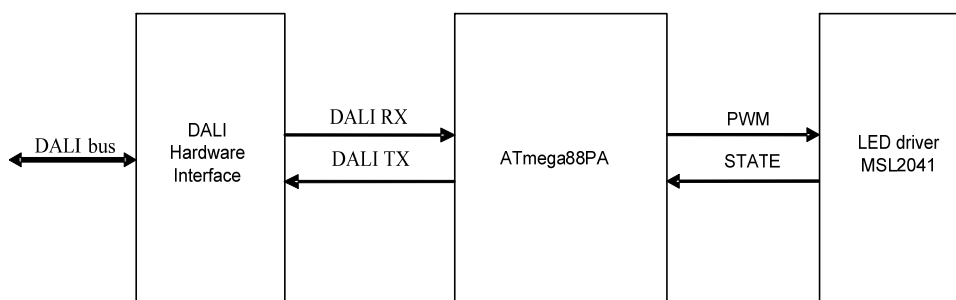 DALI bus
DALI
Hardware
Interface
DALI RX
DALI TX
ATmega88PA
PWM
STATE
LED driver
MSL2041